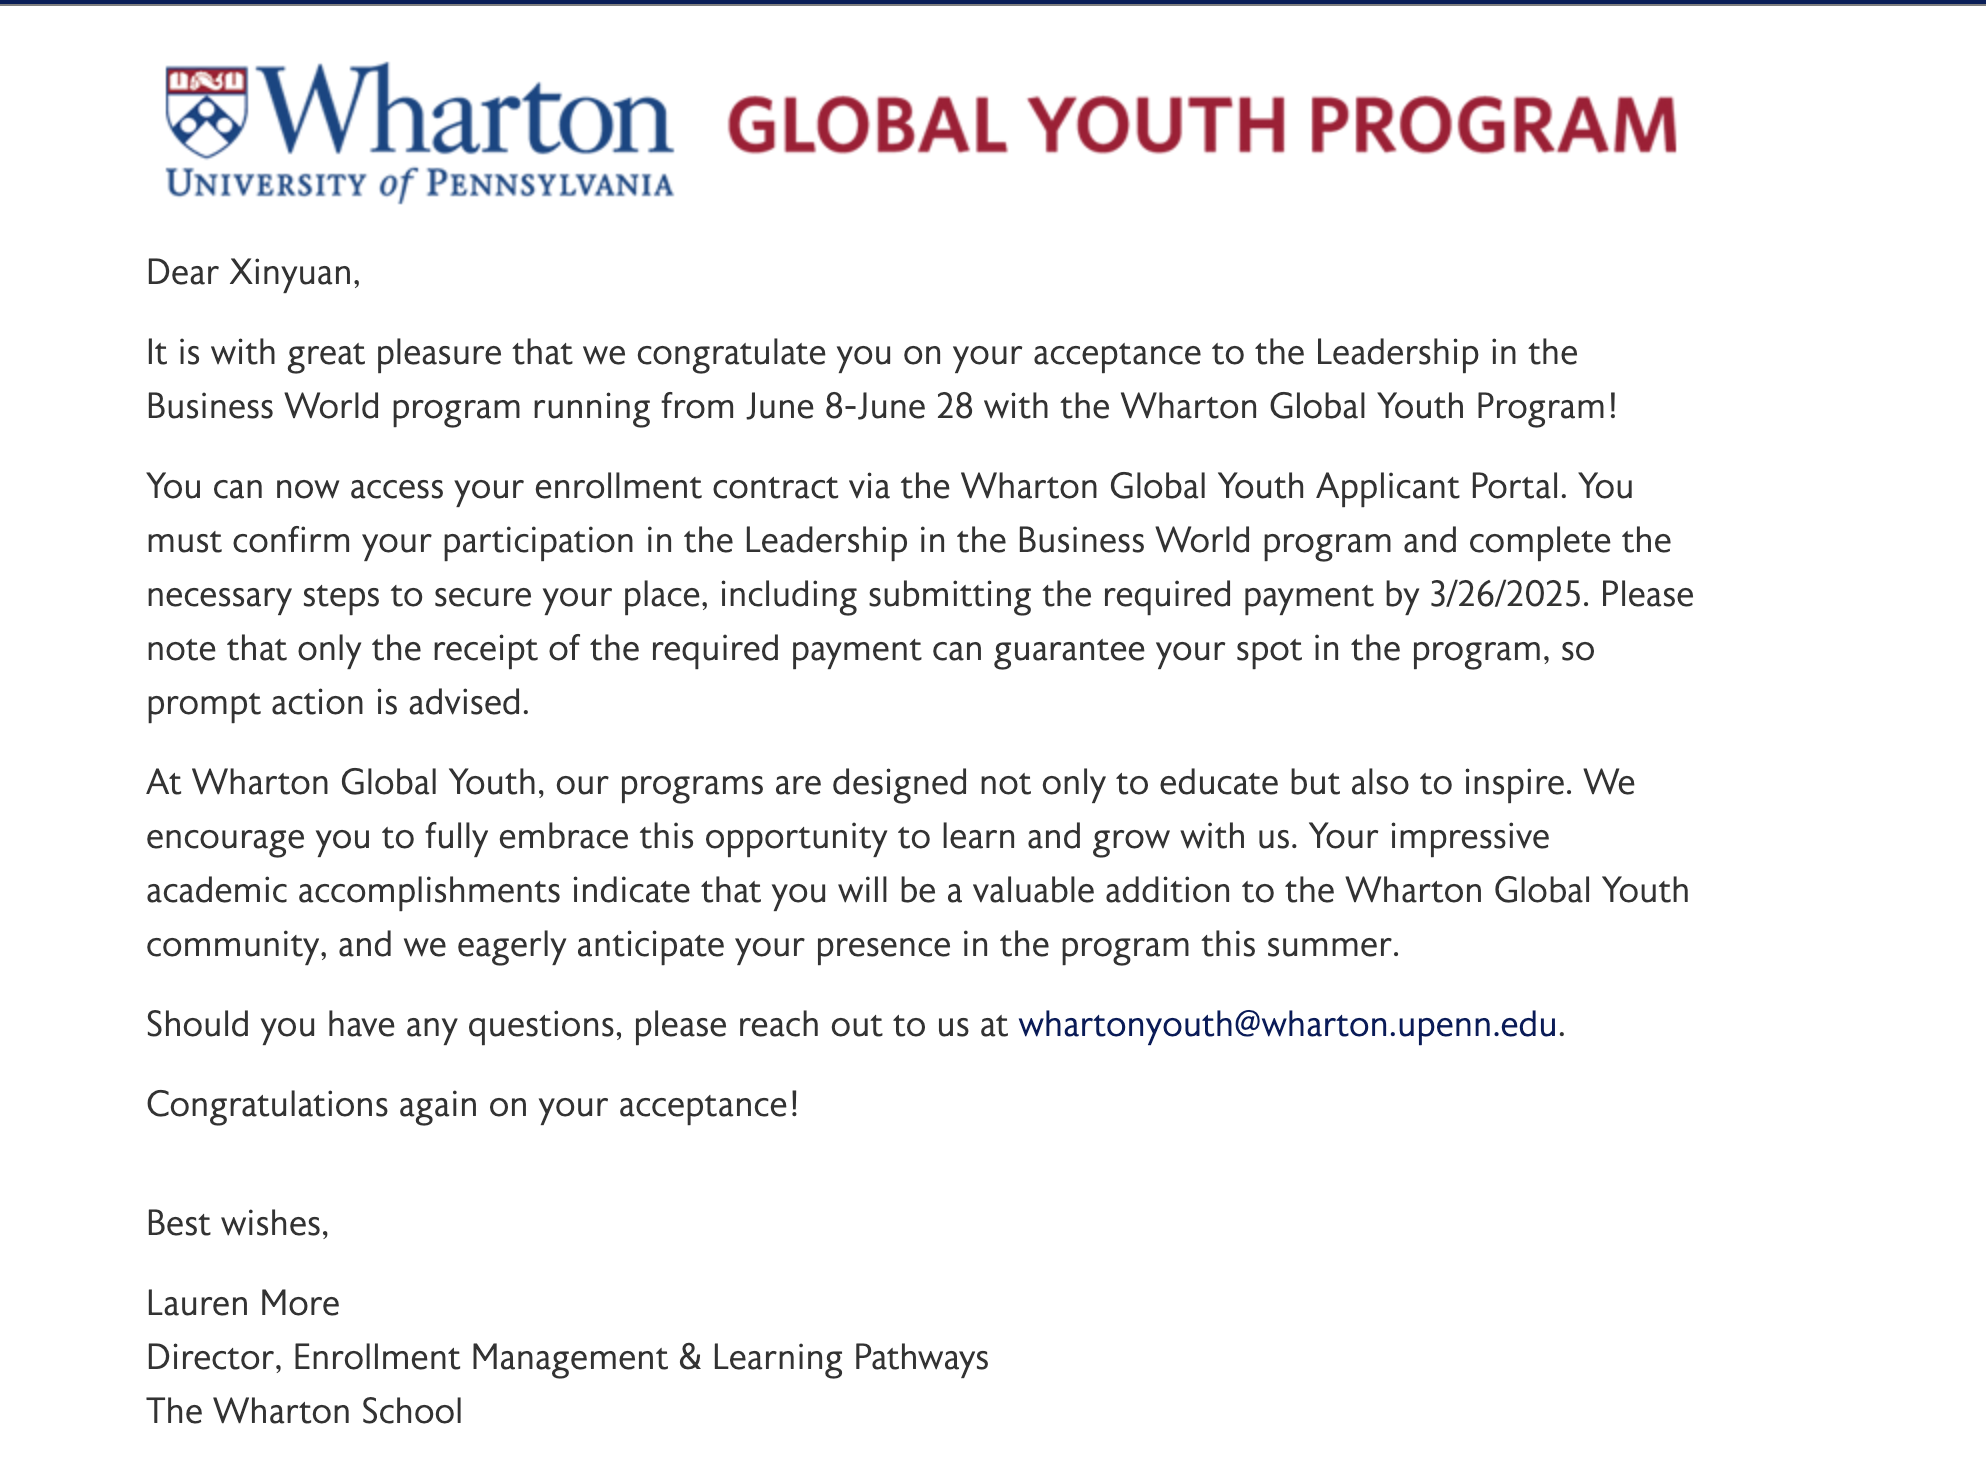 Wharton
UNIVERSITY of PENNSYLVANIA
GLOBAL YOUTH PROGRAM
Dear Xinyuan,
It is with great pleasure that we congratulate you on your acceptance to the Leadership in the
Business World program running from June 8-June 28 with the Wharton Global Youth Program!
You can now access your enrollment contract via the Wharton Global Youth Applicant Portal. You
must confirm your participation in the Leadership in the Business World program and complete the
necessary steps to secure your place, including submitting the required payment by 3/26/2025. Please
note that only the receipt of the required payment can guarantee your spot in the program, so
prompt action is advised.
At Wharton Global Youth, our programs are designed not only to educate but also to inspire. We
encourage you to fully embrace this opportunity to learn and grow with us. Your impressive
academic accomplishments indicate that you will be a valuable addition to the Wharton Global Youth
community, and we eagerly anticipate your presence in the program this summer.
Should you have any questions, please reach out to us at whartonyouth@wharton.upenn.edu.
Congratulations again on your acceptance!
Best wishes,
Lauren More
Director, Enrollment Management & Learning Pathways
The Wharton School